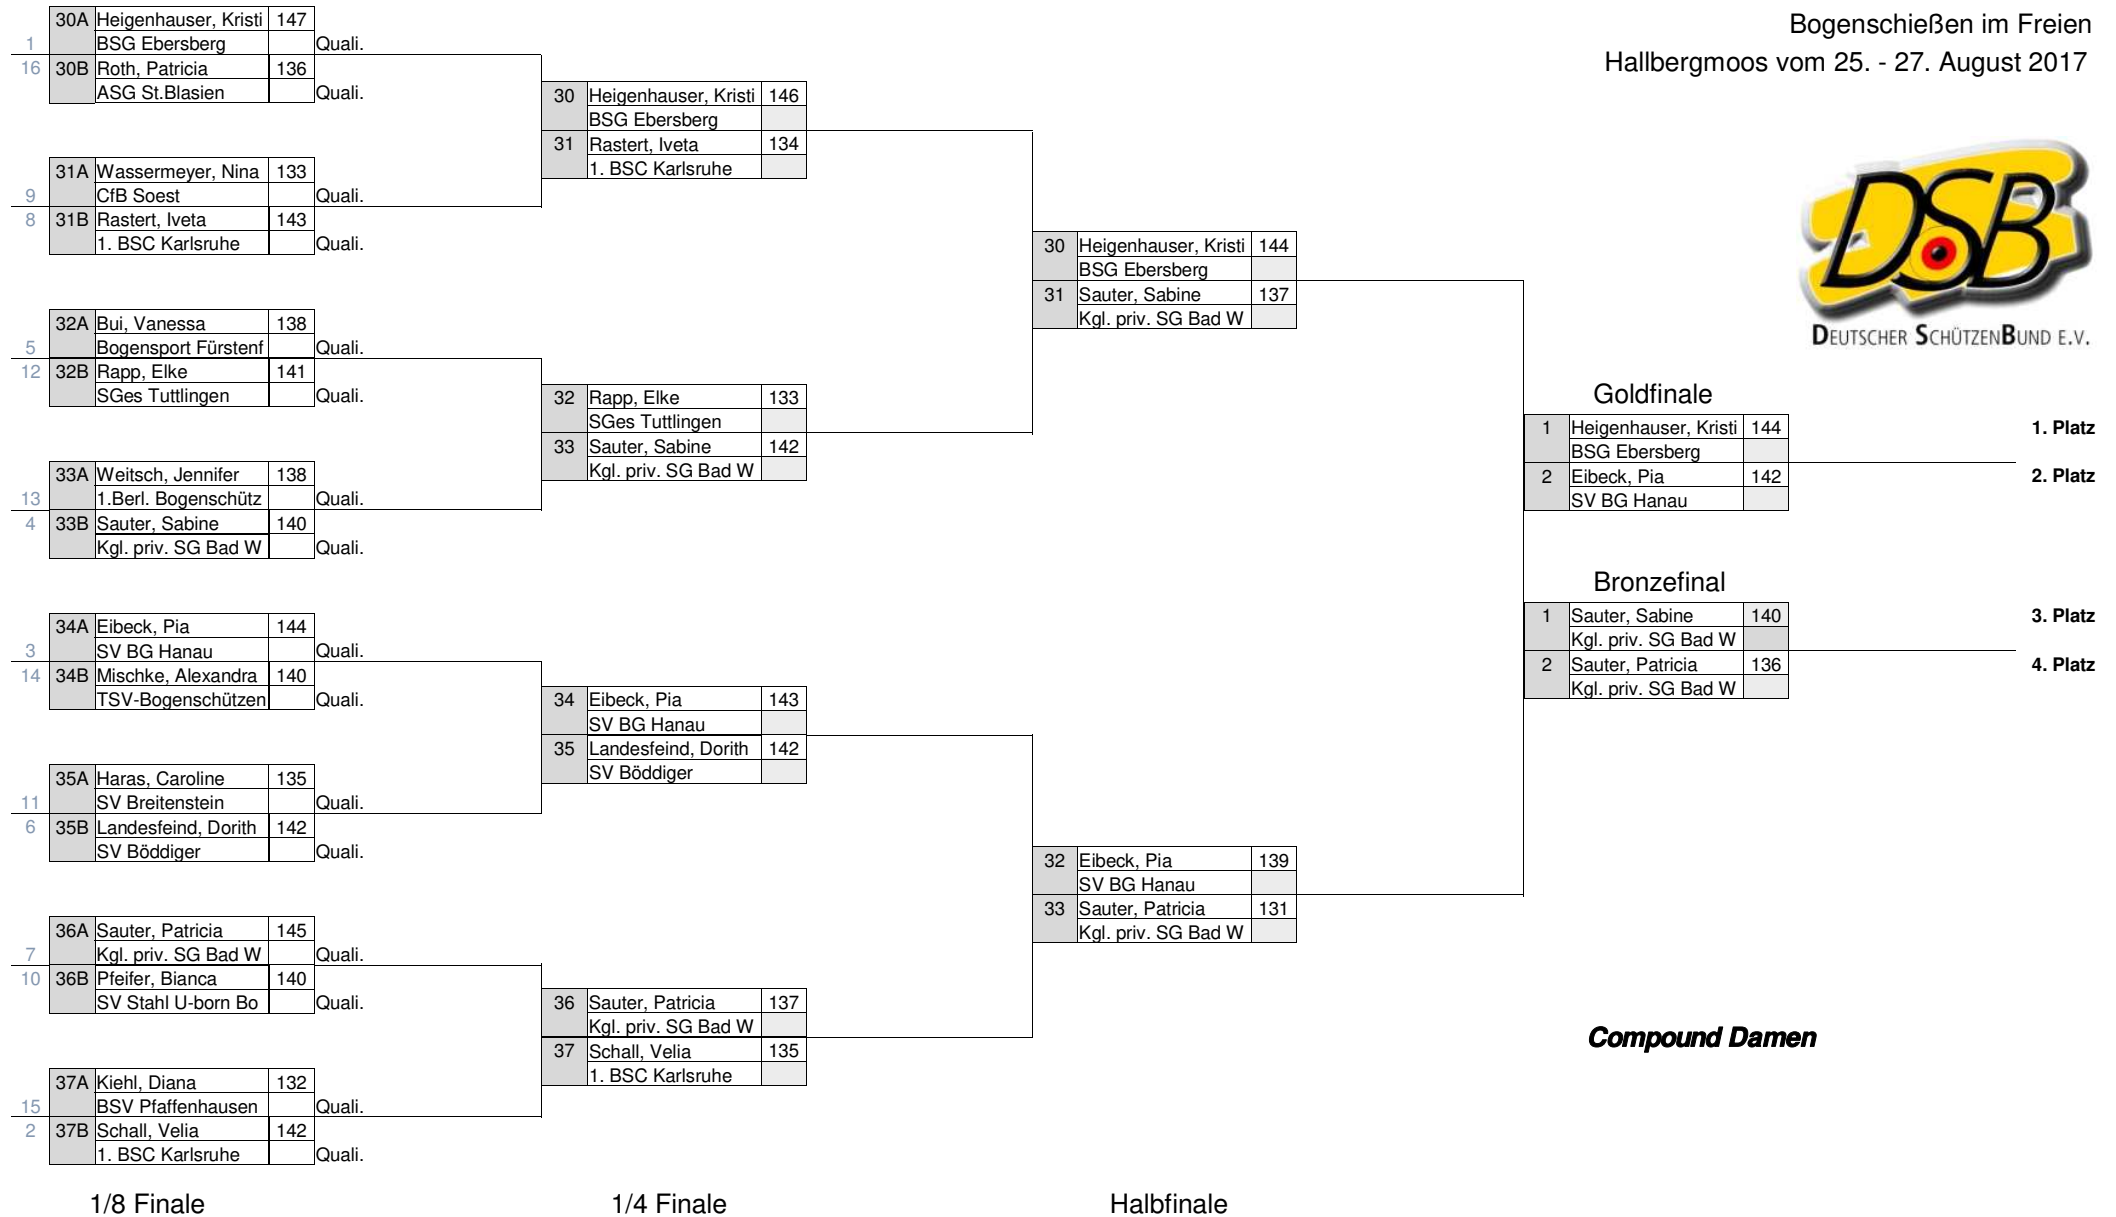 Bogenschießen im Freien
Hallbergmoos vom 25. - 27. August 2017
DSB
DEUTSCHER SCHÜTZENBUND E.V.
30A Heigenhauser, Kristi 147
1 BSG Ebersberg Quali.
16 30B Roth, Patricia 136
ASG St.Blasien Quali.
31A Wassermeyer, Nina 133
9 CfB Soest Quali.
8 31B Rastert, Iveta 143
1. BSC Karlsruhe Quali.
32A Bui, Vanessa 138
5 Bogensport Fürstenf Quali.
12 32B Rapp, Elke 141
SGes Tuttlingen Quali.
33A Weitsch, Jennifer 138
13 1.Berl. Bogenschütz Quali.
4 33B Sauter, Sabine 140
Kgl. priv. SG Bad W Quali.
34A Eibeck, Pia 144
3 SV BG Hanau Quali.
14 34B Mischke, Alexandra 140
TSV-Bogenschützen Quali.
35A Haras, Caroline 135
11 SV Breitenstein Quali.
6 35B Landesfeind, Dorith 142
SV Böddiger Quali.
36A Sauter, Patricia 145
7 Kgl. priv. SG Bad W Quali.
10 36B Pfeifer, Bianca 140
SV Stahl U-born Bo Quali.
37A Kiehl, Diana 132
15 BSV Pfaffenhausen Quali.
2 37B Schall, Velia 142
1. BSC Karlsruhe Quali.
1/8 Finale
30 Heigenhauser, Kristi 146
BSG Ebersberg
31 Rastert, Iveta 134
1. BSC Karlsruhe
32 Rapp, Elke 133
SGes Tuttlingen
33 Sauter, Sabine 142
Kgl. priv. SG Bad W
34 Eibeck, Pia 143
SV BG Hanau
35 Landesfeind, Dorith 142
SV Böddiger
36 Sauter, Patricia 137
Kgl. priv. SG Bad W
37 Schall, Velia 135
1. BSC Karlsruhe
1/4 Finale
30 Heigenhauser, Kristi 144
BSG Ebersberg
31 Sauter, Sabine 137
Kgl. priv. SG Bad W
32 Eibeck, Pia 139
SV BG Hanau
33 Sauter, Patricia 131
Kgl. priv. SG Bad W
Halbfinale
Goldfinale
1 Heigenhauser, Kristi 144 1. Platz
BSG Ebersberg
2 Eibeck, Pia 142 2. Platz
SV BG Hanau
Bronzefinal
1 Sauter, Sabine 140 3. Platz
Kgl. priv. SG Bad W
2 Sauter, Patricia 136 4. Platz
Kgl. priv. SG Bad W
Compound Damen